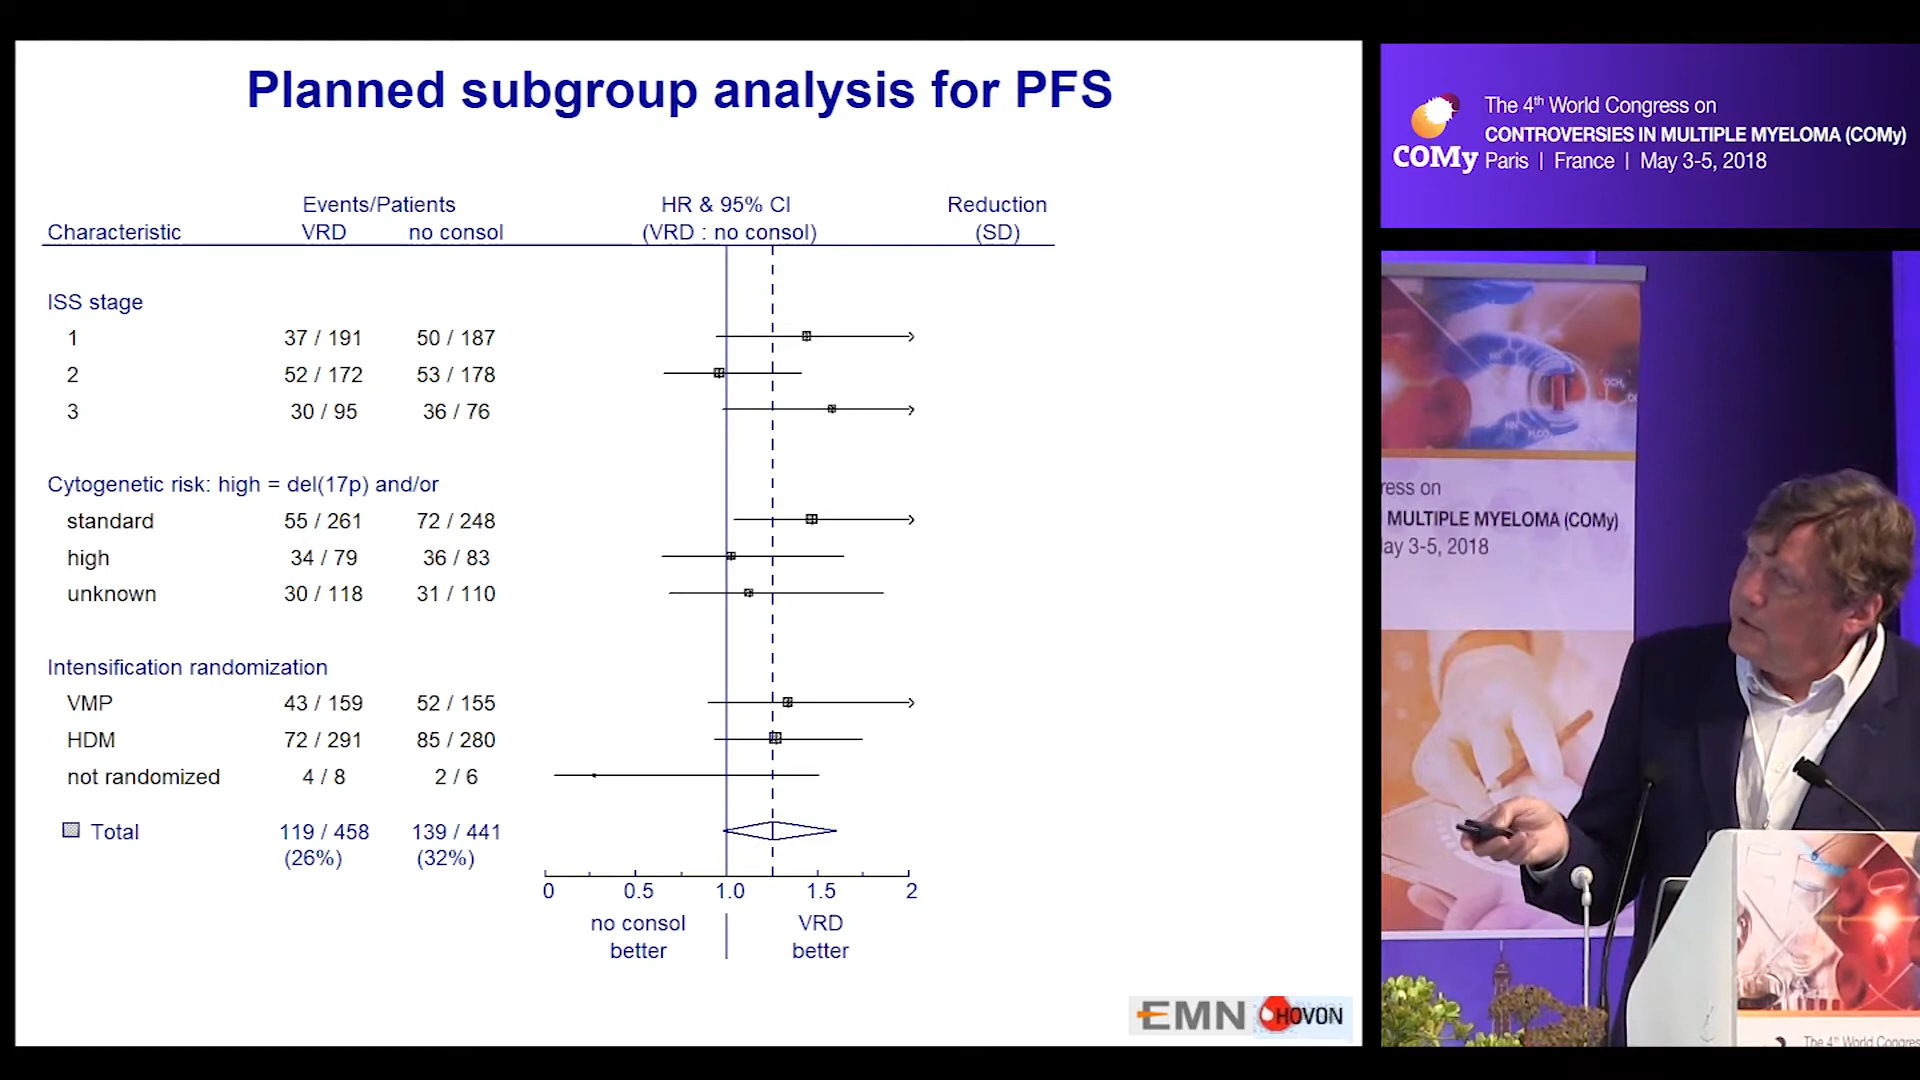 Planned subgroup analysis for PFS
Events/Patients HR & 95% CI Reduction
Characteristic VRD no consol (VRD : no consol) (SD)
ISS stage
1 37 / 191 50 / 187
2 52 / 172 53 / 178
3 30 / 95 36 / 76
Cytogenetic risk: high = del(17p) and/or
standard 55 / 261 72 / 248
high 34 / 79 36 / 83
unknown 30 / 118 31 / 110
Intensification randomization
VMP 43 / 159 52 / 155
HDM 72 / 291 85 / 280
not randomized 4 / 8 2 / 6
Total 119 / 458 139 / 441
(26%) (32%)
0 0.5 1.0 1.5 2
no consol VRD
better better
EMN HOVON
The 4th World Congress on
CONTROVERSIES IN MULTIPLE MYELOMA (COMy)
COMy Paris | France | May 3-5, 2018
ress on
MULTIPLE MYELOMA (COMy)
ay 3-5, 2018
The 4th World Congress